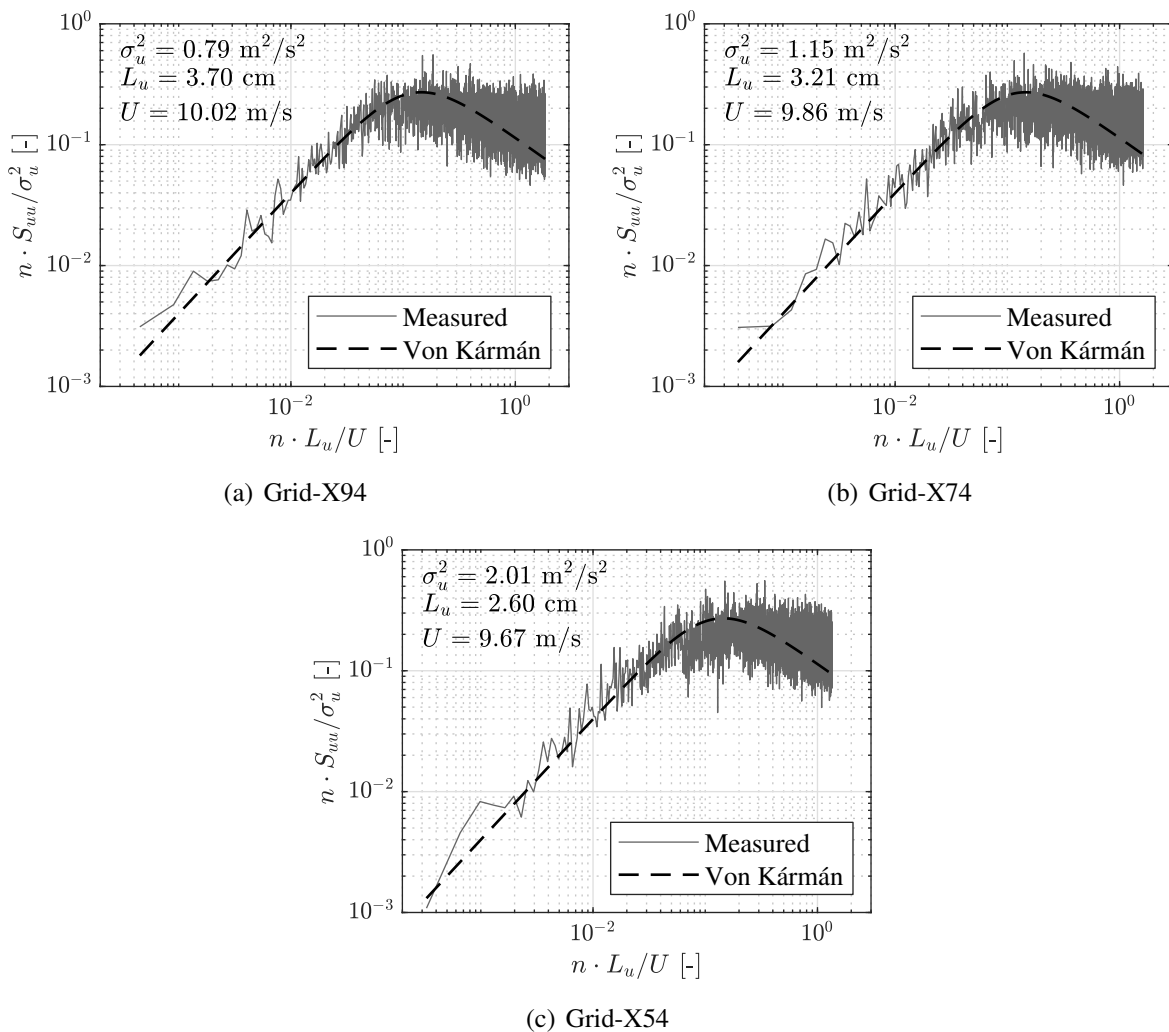 10^0
σ_u^2 = 0.79 m^2/s^2
L_u = 3.70 cm
U = 10.02 m/s
10^-1
n · S_uu/σ_u^2 [-]
10^-2
Measured
Von Kármán
10^-3
10^-2
10^0
n · L_u/U [-]
(a) Grid-X94
10^0
σ_u^2 = 1.15 m^2/s^2
L_u = 3.21 cm
U = 9.86 m/s
10^-1
n · S_uu/σ_u^2 [-]
10^-2
Measured
Von Kármán
10^-3
10^-2
10^0
n · L_u/U [-]
(b) Grid-X74
10^0
σ_u^2 = 2.01 m^2/s^2
L_u = 2.60 cm
U = 9.67 m/s
10^-1
n · S_uu/σ_u^2 [-]
10^-2
Measured
Von Kármán
10^-3
10^-2
10^0
n · L_u/U [-]
(c) Grid-X54